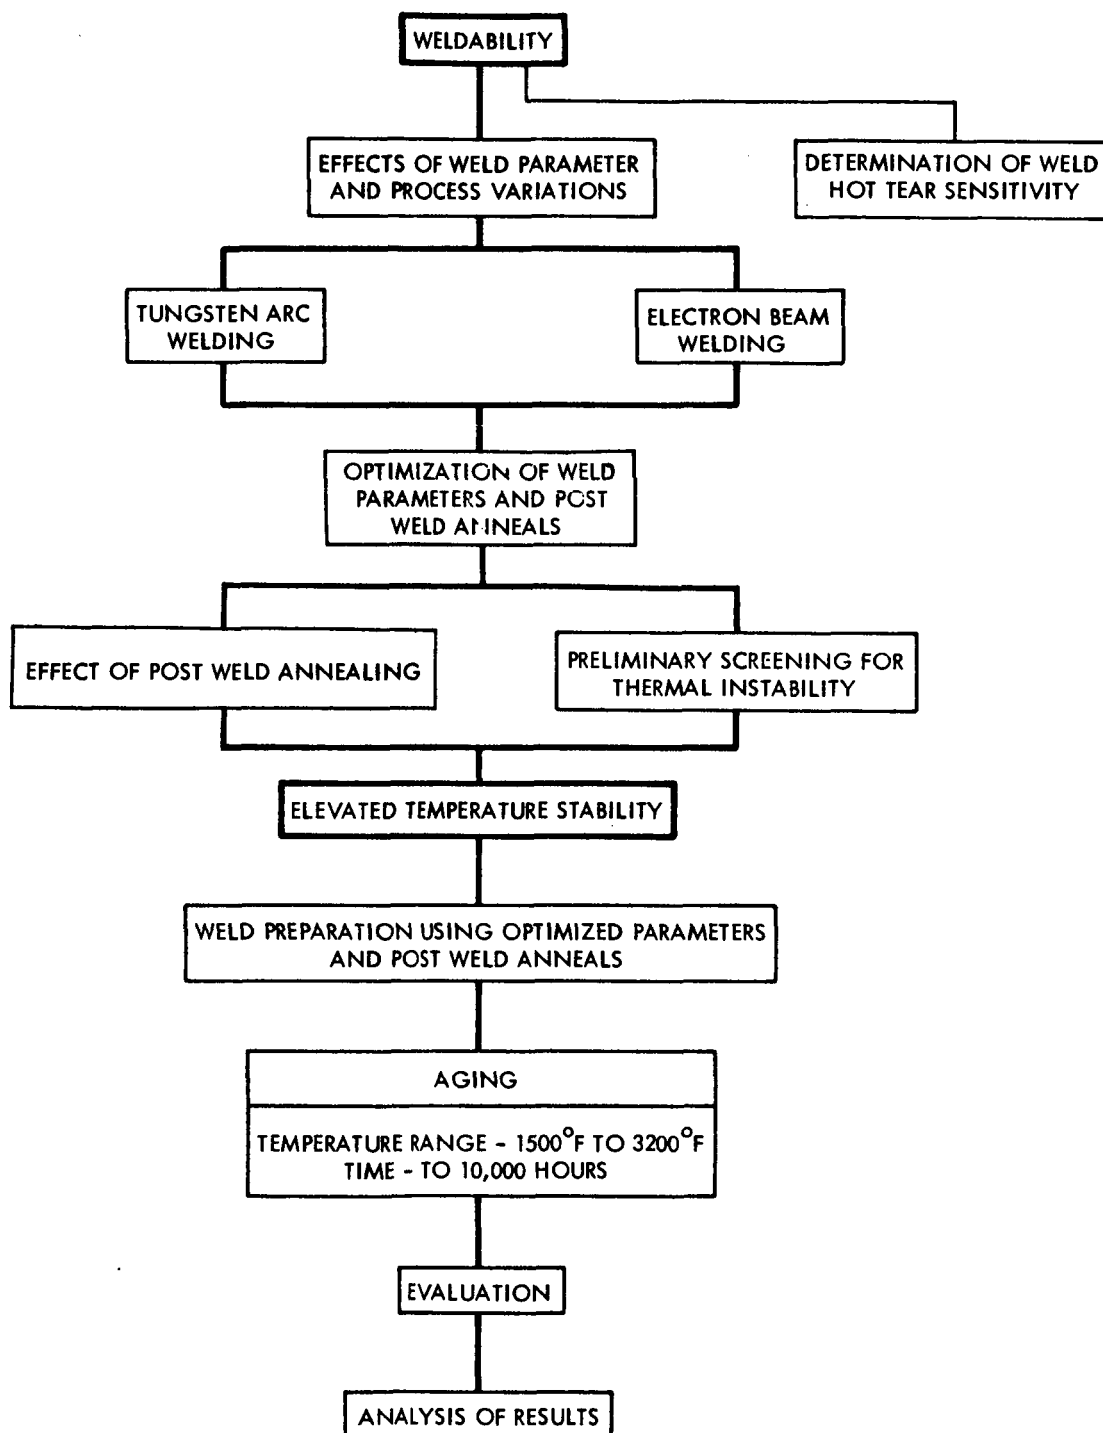 WELDABILITY
EFFECTS OF WELD PARAMETER
AND PROCESS VARIATIONS
DETERMINATION OF WELD
HOT TEAR SENSITIVITY
TUNGSTEN ARC
WELDING
ELECTRON BEAM
WELDING
OPTIMIZATION OF WELD
PARAMETERS AND POST
WELD ANNEALS
EFFECT OF POST WELD ANNEALING
PRELIMINARY SCREENING FOR
THERMAL INSTABILITY
ELEVATED TEMPERATURE STABILITY
WELD PREPARATION USING OPTIMIZED PARAMETERS
AND POST WELD ANNEALS
AGING
TEMPERATURE RANGE - 1500°F TO 3200°F
TIME - TO 10,000 HOURS
EVALUATION
ANALYSIS OF RESULTS